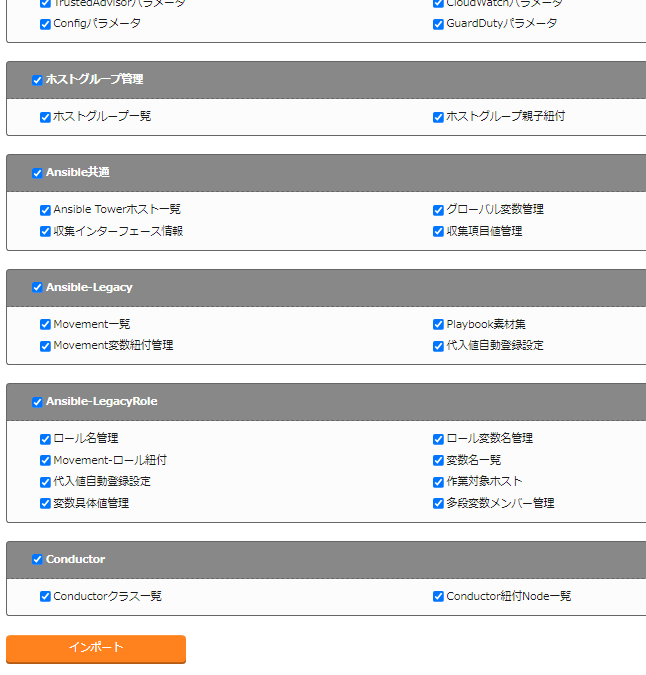 TrustedAdvisorパラメータ CloudWatchパラメータ
Configパラメータ GuardDutyパラメータ
ホストグループ管理
ホストグループ一覧 ホストグループ親子紐付
Ansible共通
Ansible Towerホスト一覧 グローバル変数管理
収集インターフェース情報 収集項目値管理
Ansible-Legacy
Movement一覧 Playbook素材集
Movement変数紐付管理 代入値自動登録設定
Ansible-LegacyRole
ロール名管理 ロール変数名管理
Movement-ロール紐付 変数名一覧
代入値自動登録設定 作業対象ホスト
変数具体値管理 多段変数メンバー管理
Conductor
Conductorクラス一覧 Conductor紐付Node一覧
インポート